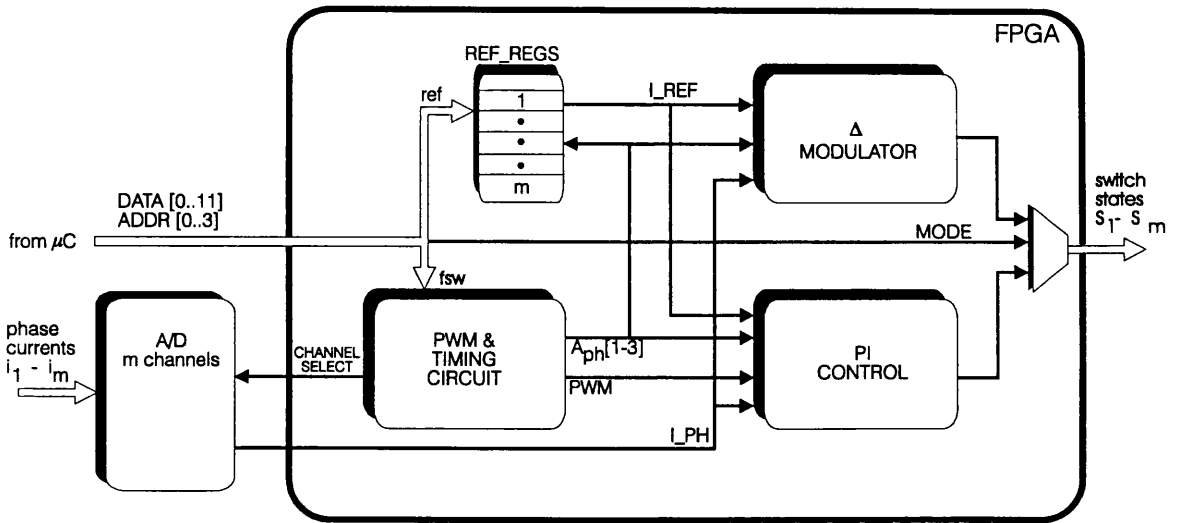 FPGA
REF_REGS
ref
1
•
•
•
m
I_REF
Δ
MODULATOR
DATA [0..11]
ADDR [0..3]
from μC
MODE
switch
states
S1- Sm
fsw
phase
currents
i1 - im
A/D
m channels
CHANNEL
SELECT
PWM &
TIMING
CIRCUIT
Aph[1-3]
PWM
I_PH
PI
CONTROL